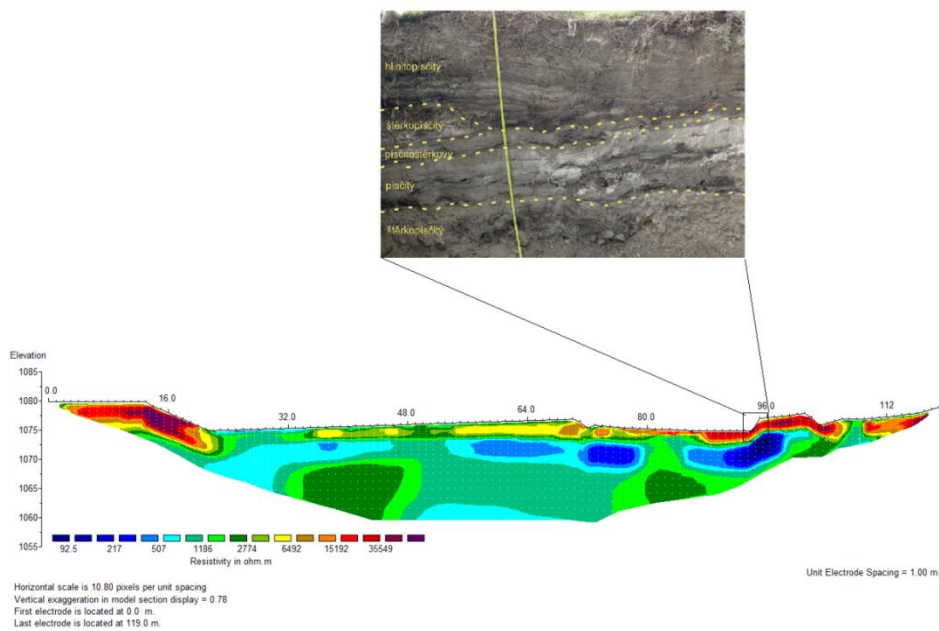 hlinitopísčitý
štěrkopísčitý
písčitoštěrkový
písčitý
štěrkopísčitý
Elevation
1085
1080
1075
1070
1065
1060
1055
0.0 16.0 32.0 48.0 64.0 80.0 96.0 112
92.5 217 507 1186 2774 6492 15192 35549
Resistivity in ohm.m
Unit Electrode Spacing = 1.00 m.
Horizontal scale is 10.80 pixels per unit spacing
Vertical exaggeration in model section display = 0.78
First electrode is located at 0.0 m.
Last electrode is located at 119.0 m.